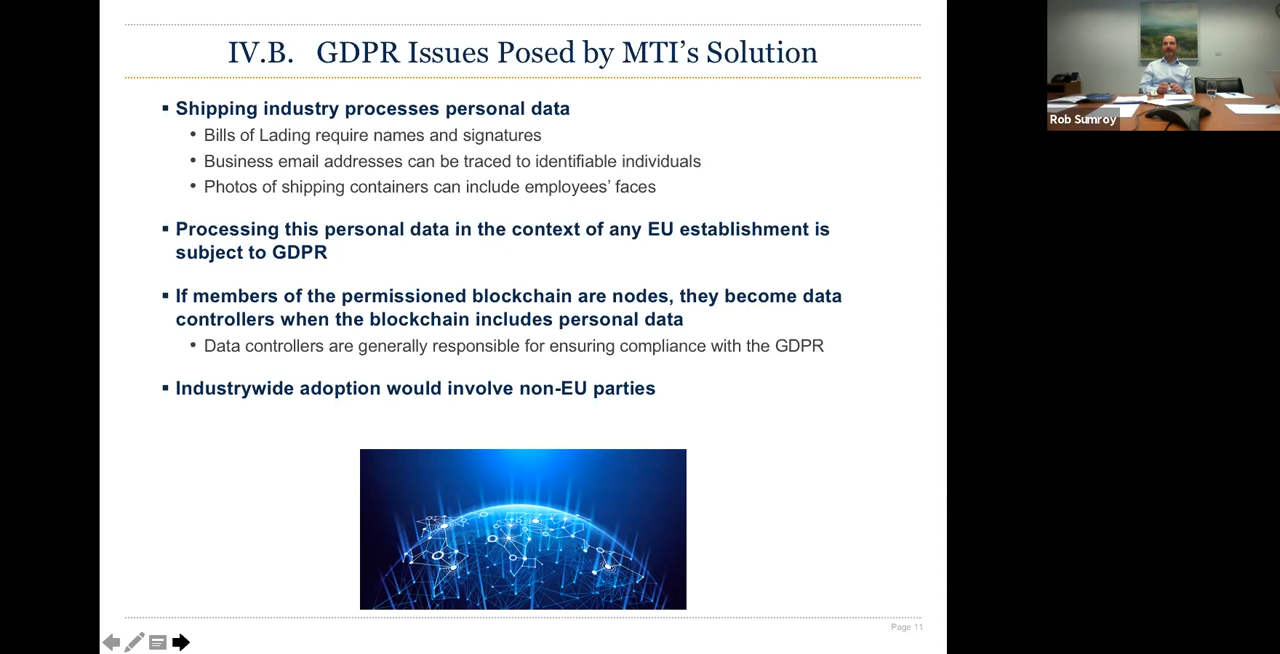 IV.B. GDPR Issues Posed by MTI’s Solution
▪ Shipping industry processes personal data
• Bills of Lading require names and signatures
• Business email addresses can be traced to identifiable individuals
• Photos of shipping containers can include employees’ faces
▪ Processing this personal data in the context of any EU establishment is
subject to GDPR
▪ If members of the permissioned blockchain are nodes, they become data
controllers when the blockchain includes personal data
• Data controllers are generally responsible for ensuring compliance with the GDPR
▪ Industrywide adoption would involve non-EU parties
Page 11
Rob Sumroy